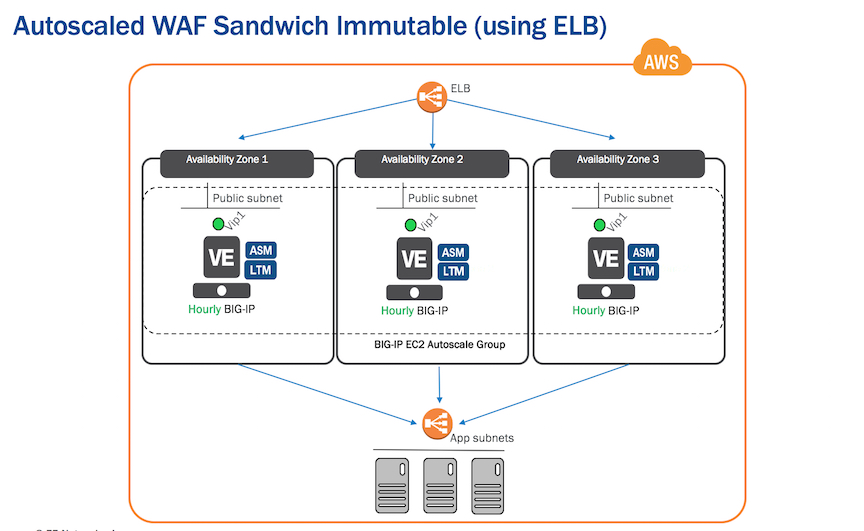 Autoscaled WAF Sandwich Immutable (using ELB)
AWS
ELB
Availability Zone 1
Availability Zone 2
Availability Zone 3
Public subnet
Public subnet
Public subnet
Vip1
Vip1
Vip1
VE
ASM
LTM
VE
ASM
LTM
VE
ASM
LTM
Hourly BIG-IP
Hourly BIG-IP
Hourly BIG-IP
BIG-IP EC2 Autoscale Group
App subnets